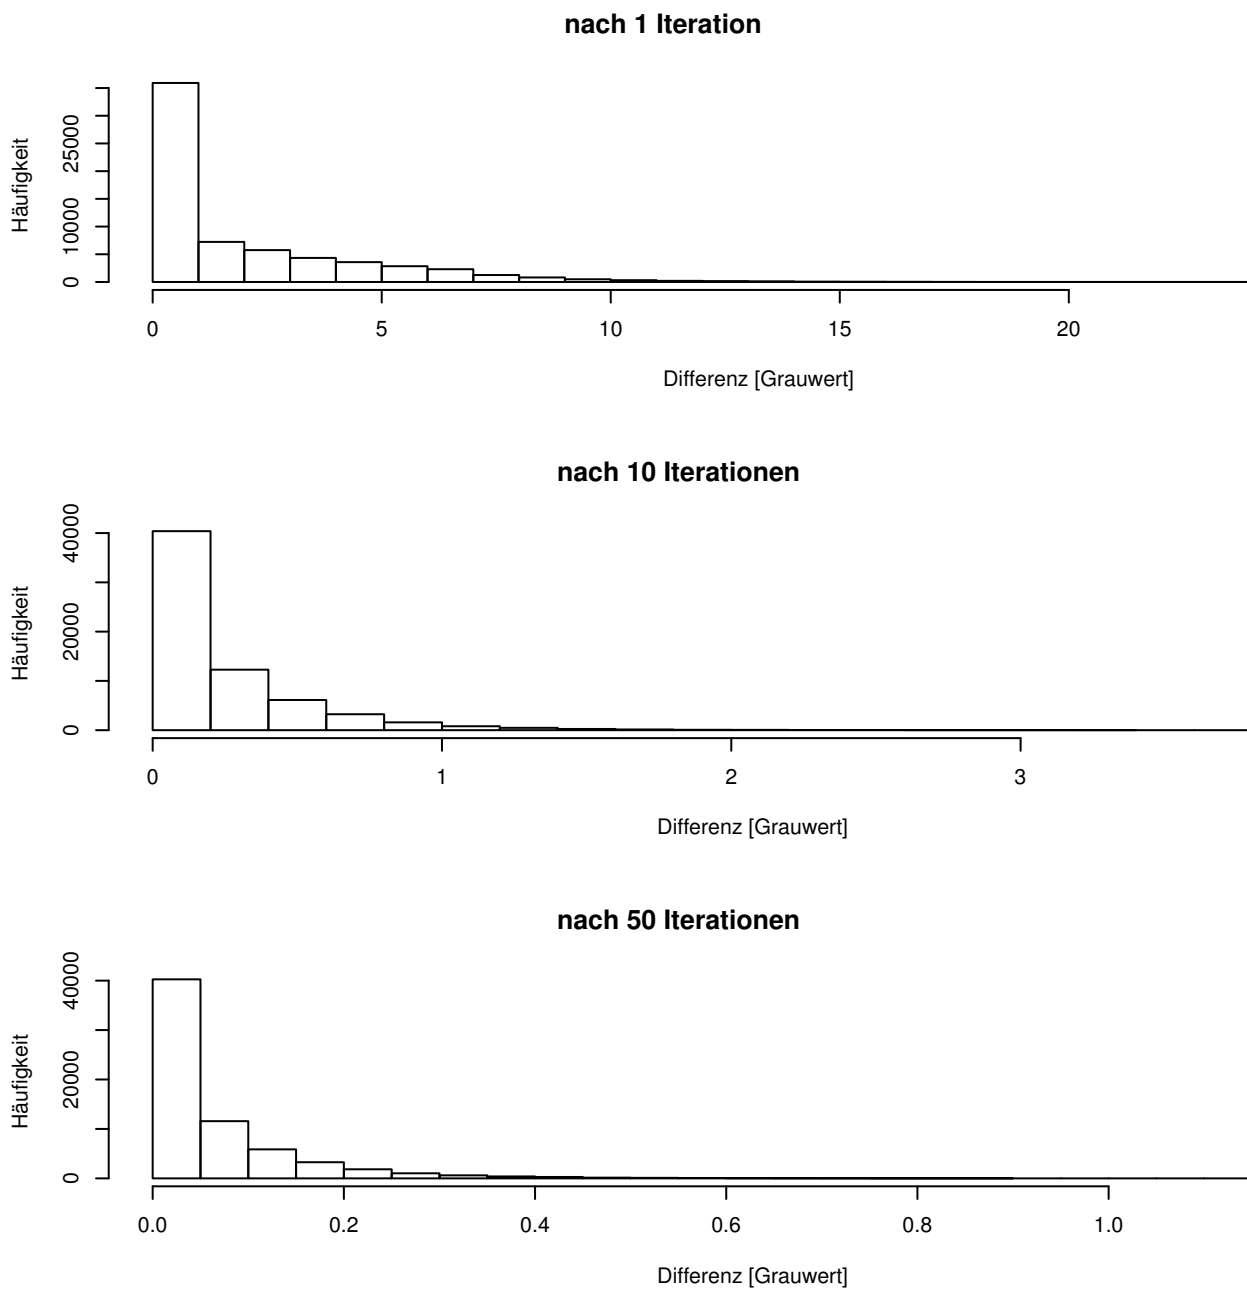 nach 1 Iteration
Häufigkeit
0 10000 25000
0 5 10 15 20
Differenz [Grauwert]
nach 10 Iterationen
Häufigkeit
0 20000 40000
0 1 2 3
Differenz [Grauwert]
nach 50 Iterationen
Häufigkeit
0 20000 40000
0.0 0.2 0.4 0.6 0.8 1.0
Differenz [Grauwert]